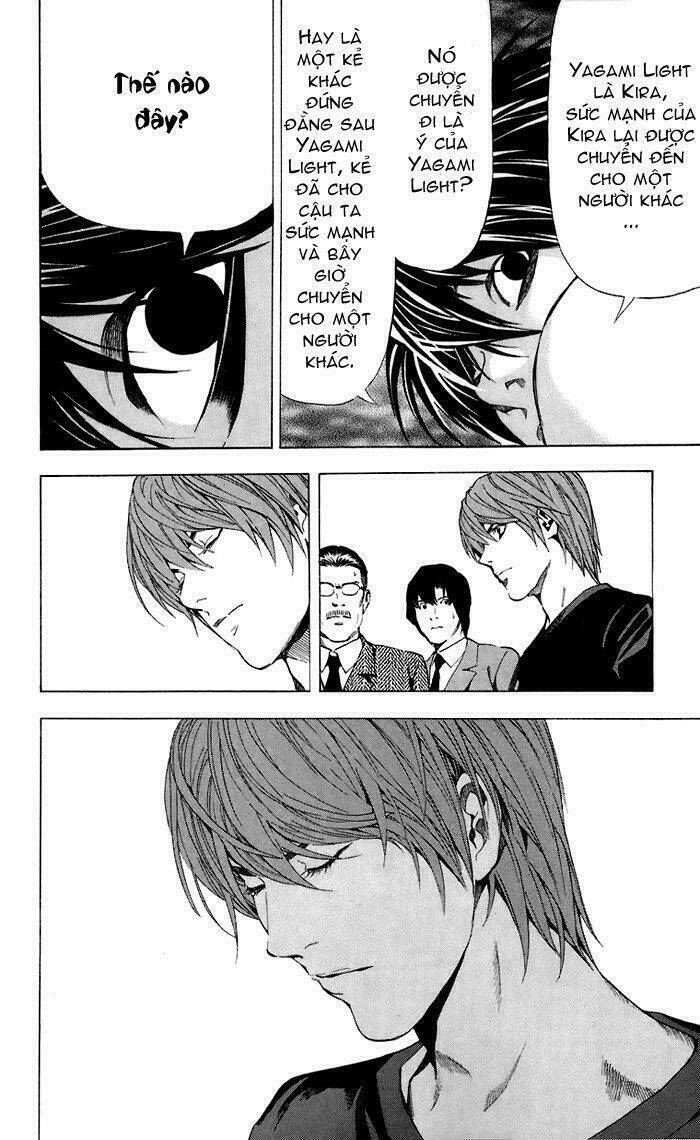 YAGAMI LIGHT
LÀ KIRA,
SỨC MẠNH CỦA
KIRA LẠI ĐƯỢC
CHUYỂN ĐẾN
CHO MỘT
NGƯỜI KHÁC
...
NÓ
ĐƯỢC
CHUYỂN
ĐI LÀ
Ý CỦA
YAGAMI
LIGHT?
HAY LÀ
MỘT KẺ
KHÁC
ĐỨNG
ĐẰNG SAU
YAGAMI
LIGHT, KẺ
ĐÃ CHO
CẬU TA
SỨC MẠNH
VÀ BÂY
GIỜ
CHUYỂN
CHO MỘT
NGƯỜI
KHÁC.
Thế nào
đây?